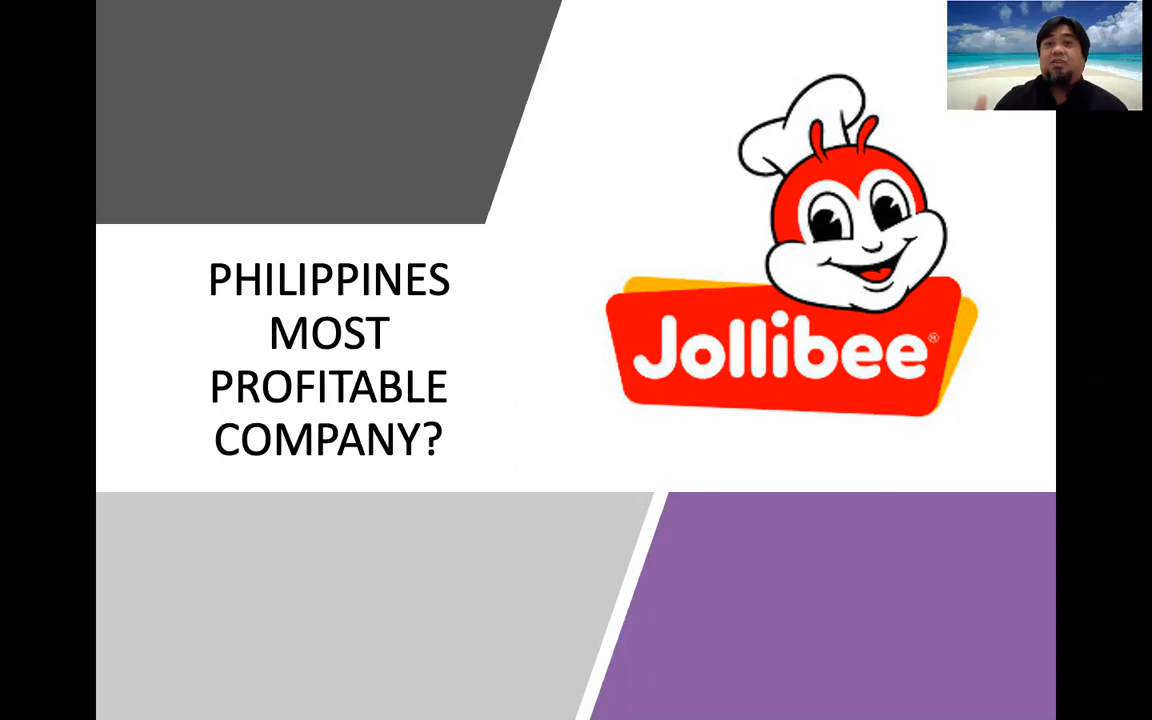 PHILIPPINES
MOST
PROFITABLE
COMPANY?
Jollibee®